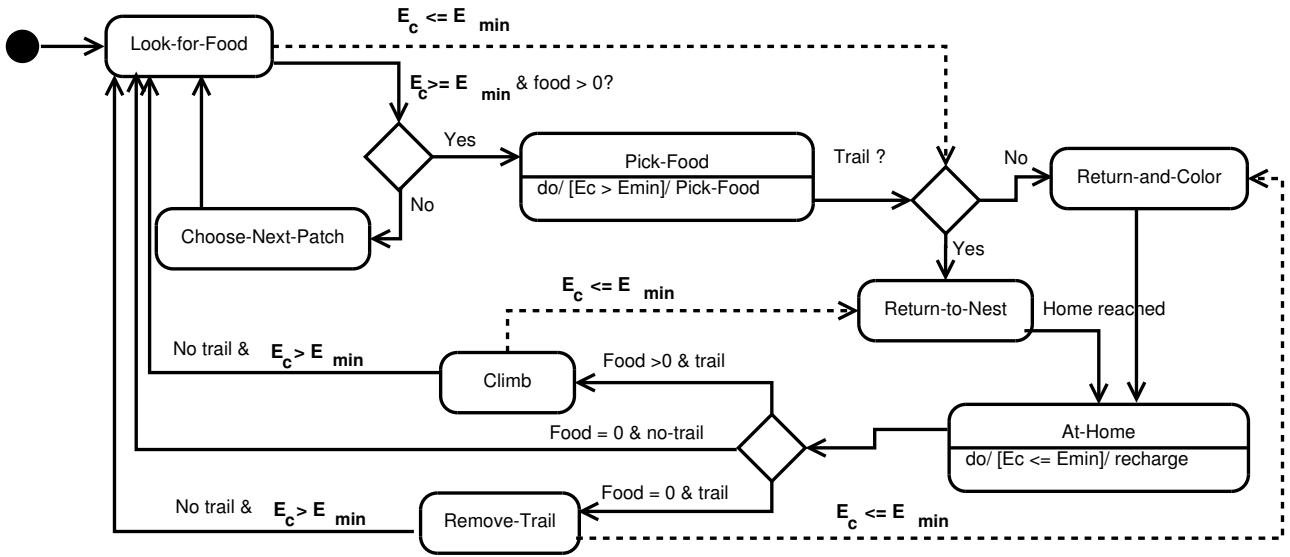 E_c <= E_min
Look-for-Food
E_c>= E_min & food > 0?
Yes
Trail ?
No
Pick-Food
Return-and-Color
do/ [Ec > Emin]/ Pick-Food
No
Choose-Next-Patch
Yes
E_c <= E_min
Return-to-Nest
Home reached
No trail & E_c> E_min
Food >0 & trail
Climb
Food = 0 & no-trail
At-Home
do/ [Ec <= Emin]/ recharge
Food = 0 & trail
No trail & E_c> E_min
Remove-Trail
E_c <= E_min